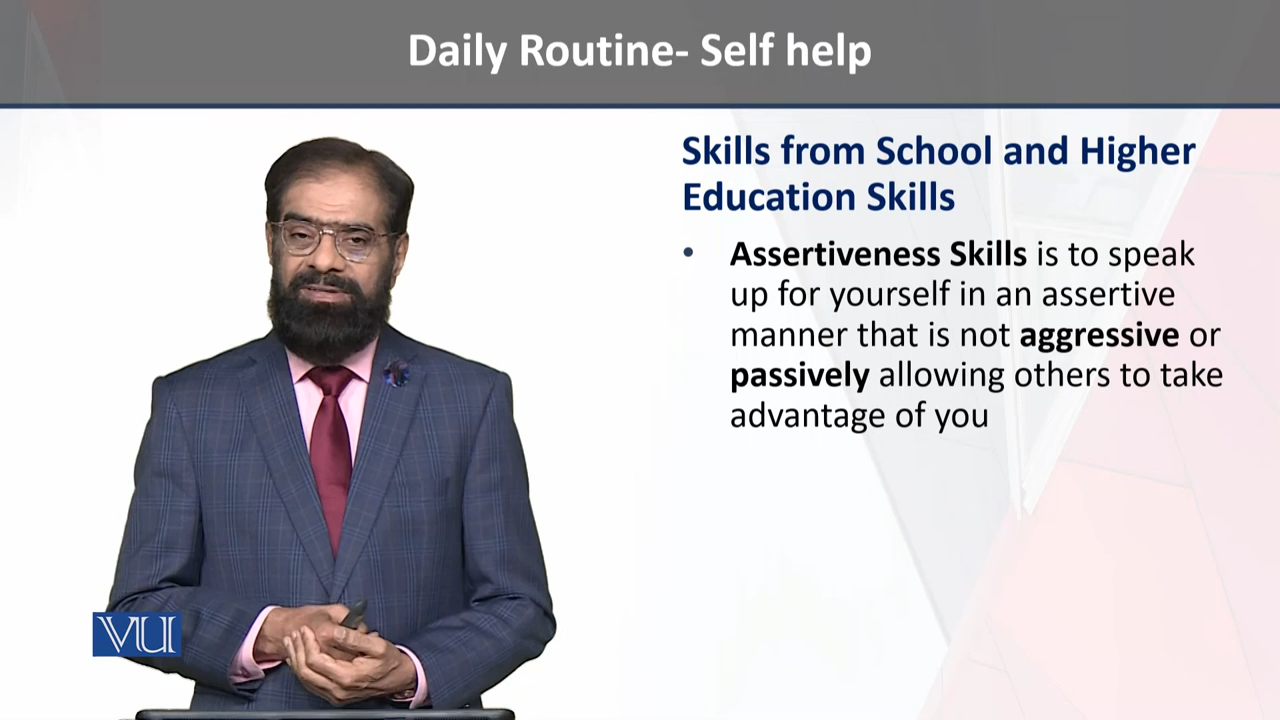 Daily Routine- Self help
Skills from School and Higher
Education Skills
• Assertiveness Skills is to speak
up for yourself in an assertive
manner that is not aggressive or
passively allowing others to take
advantage of you
VU